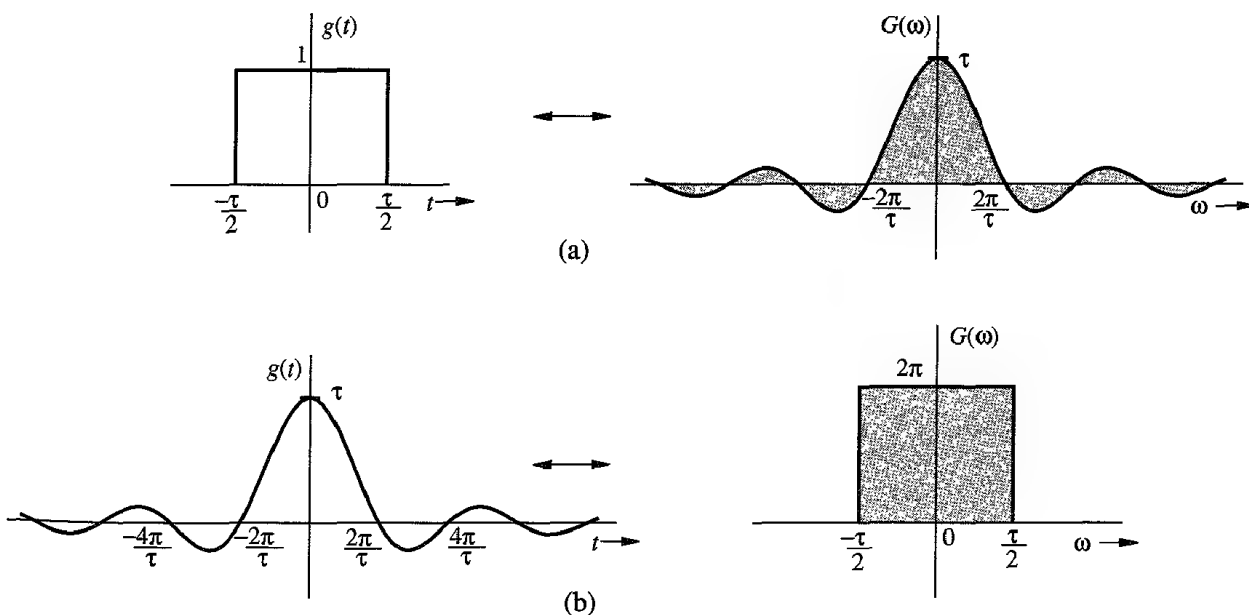 g(t)
1
-τ/2 0 τ/2 t
G(ω)
τ
-2π/τ 2π/τ ω
(a)
g(t)
τ
-4π/τ -2π/τ 2π/τ 4π/τ t
G(ω)
2π
-τ/2 0 τ/2 ω
(b)